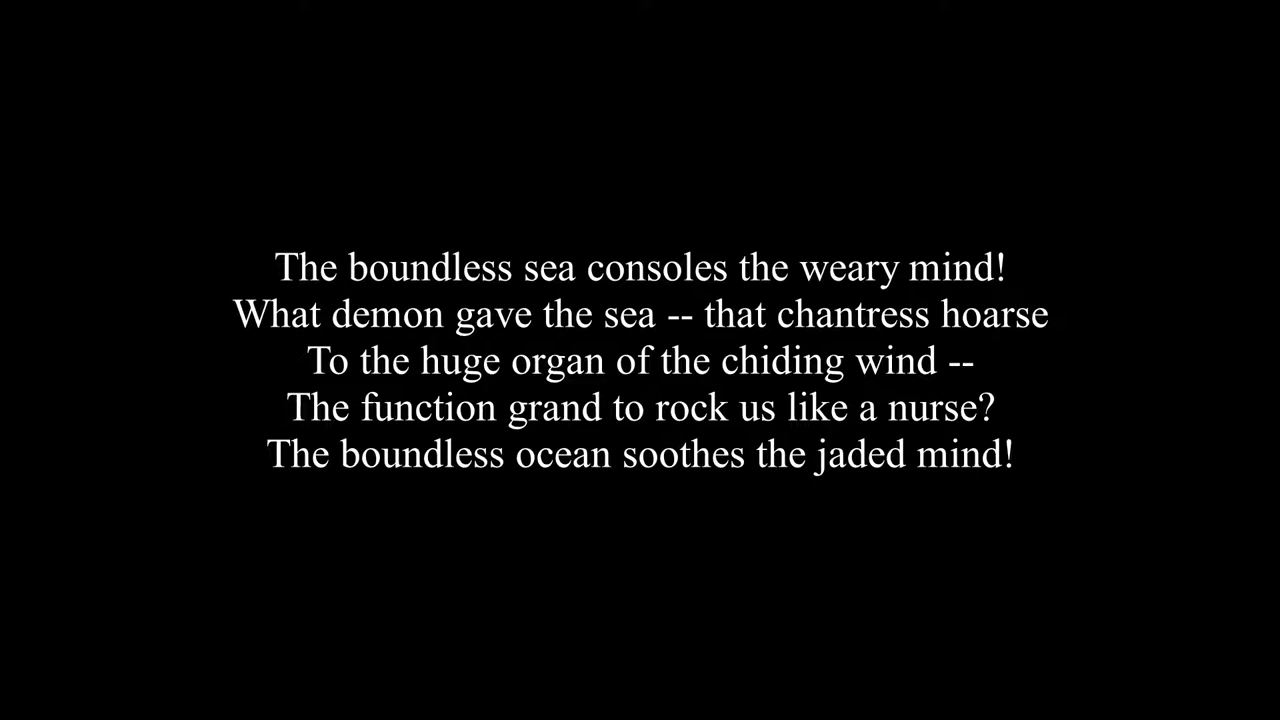 The boundless sea consoles the weary mind!
What demon gave the sea -- that chantress hoarse
To the huge organ of the chiding wind --
The function grand to rock us like a nurse?
The boundless ocean soothes the jaded mind!